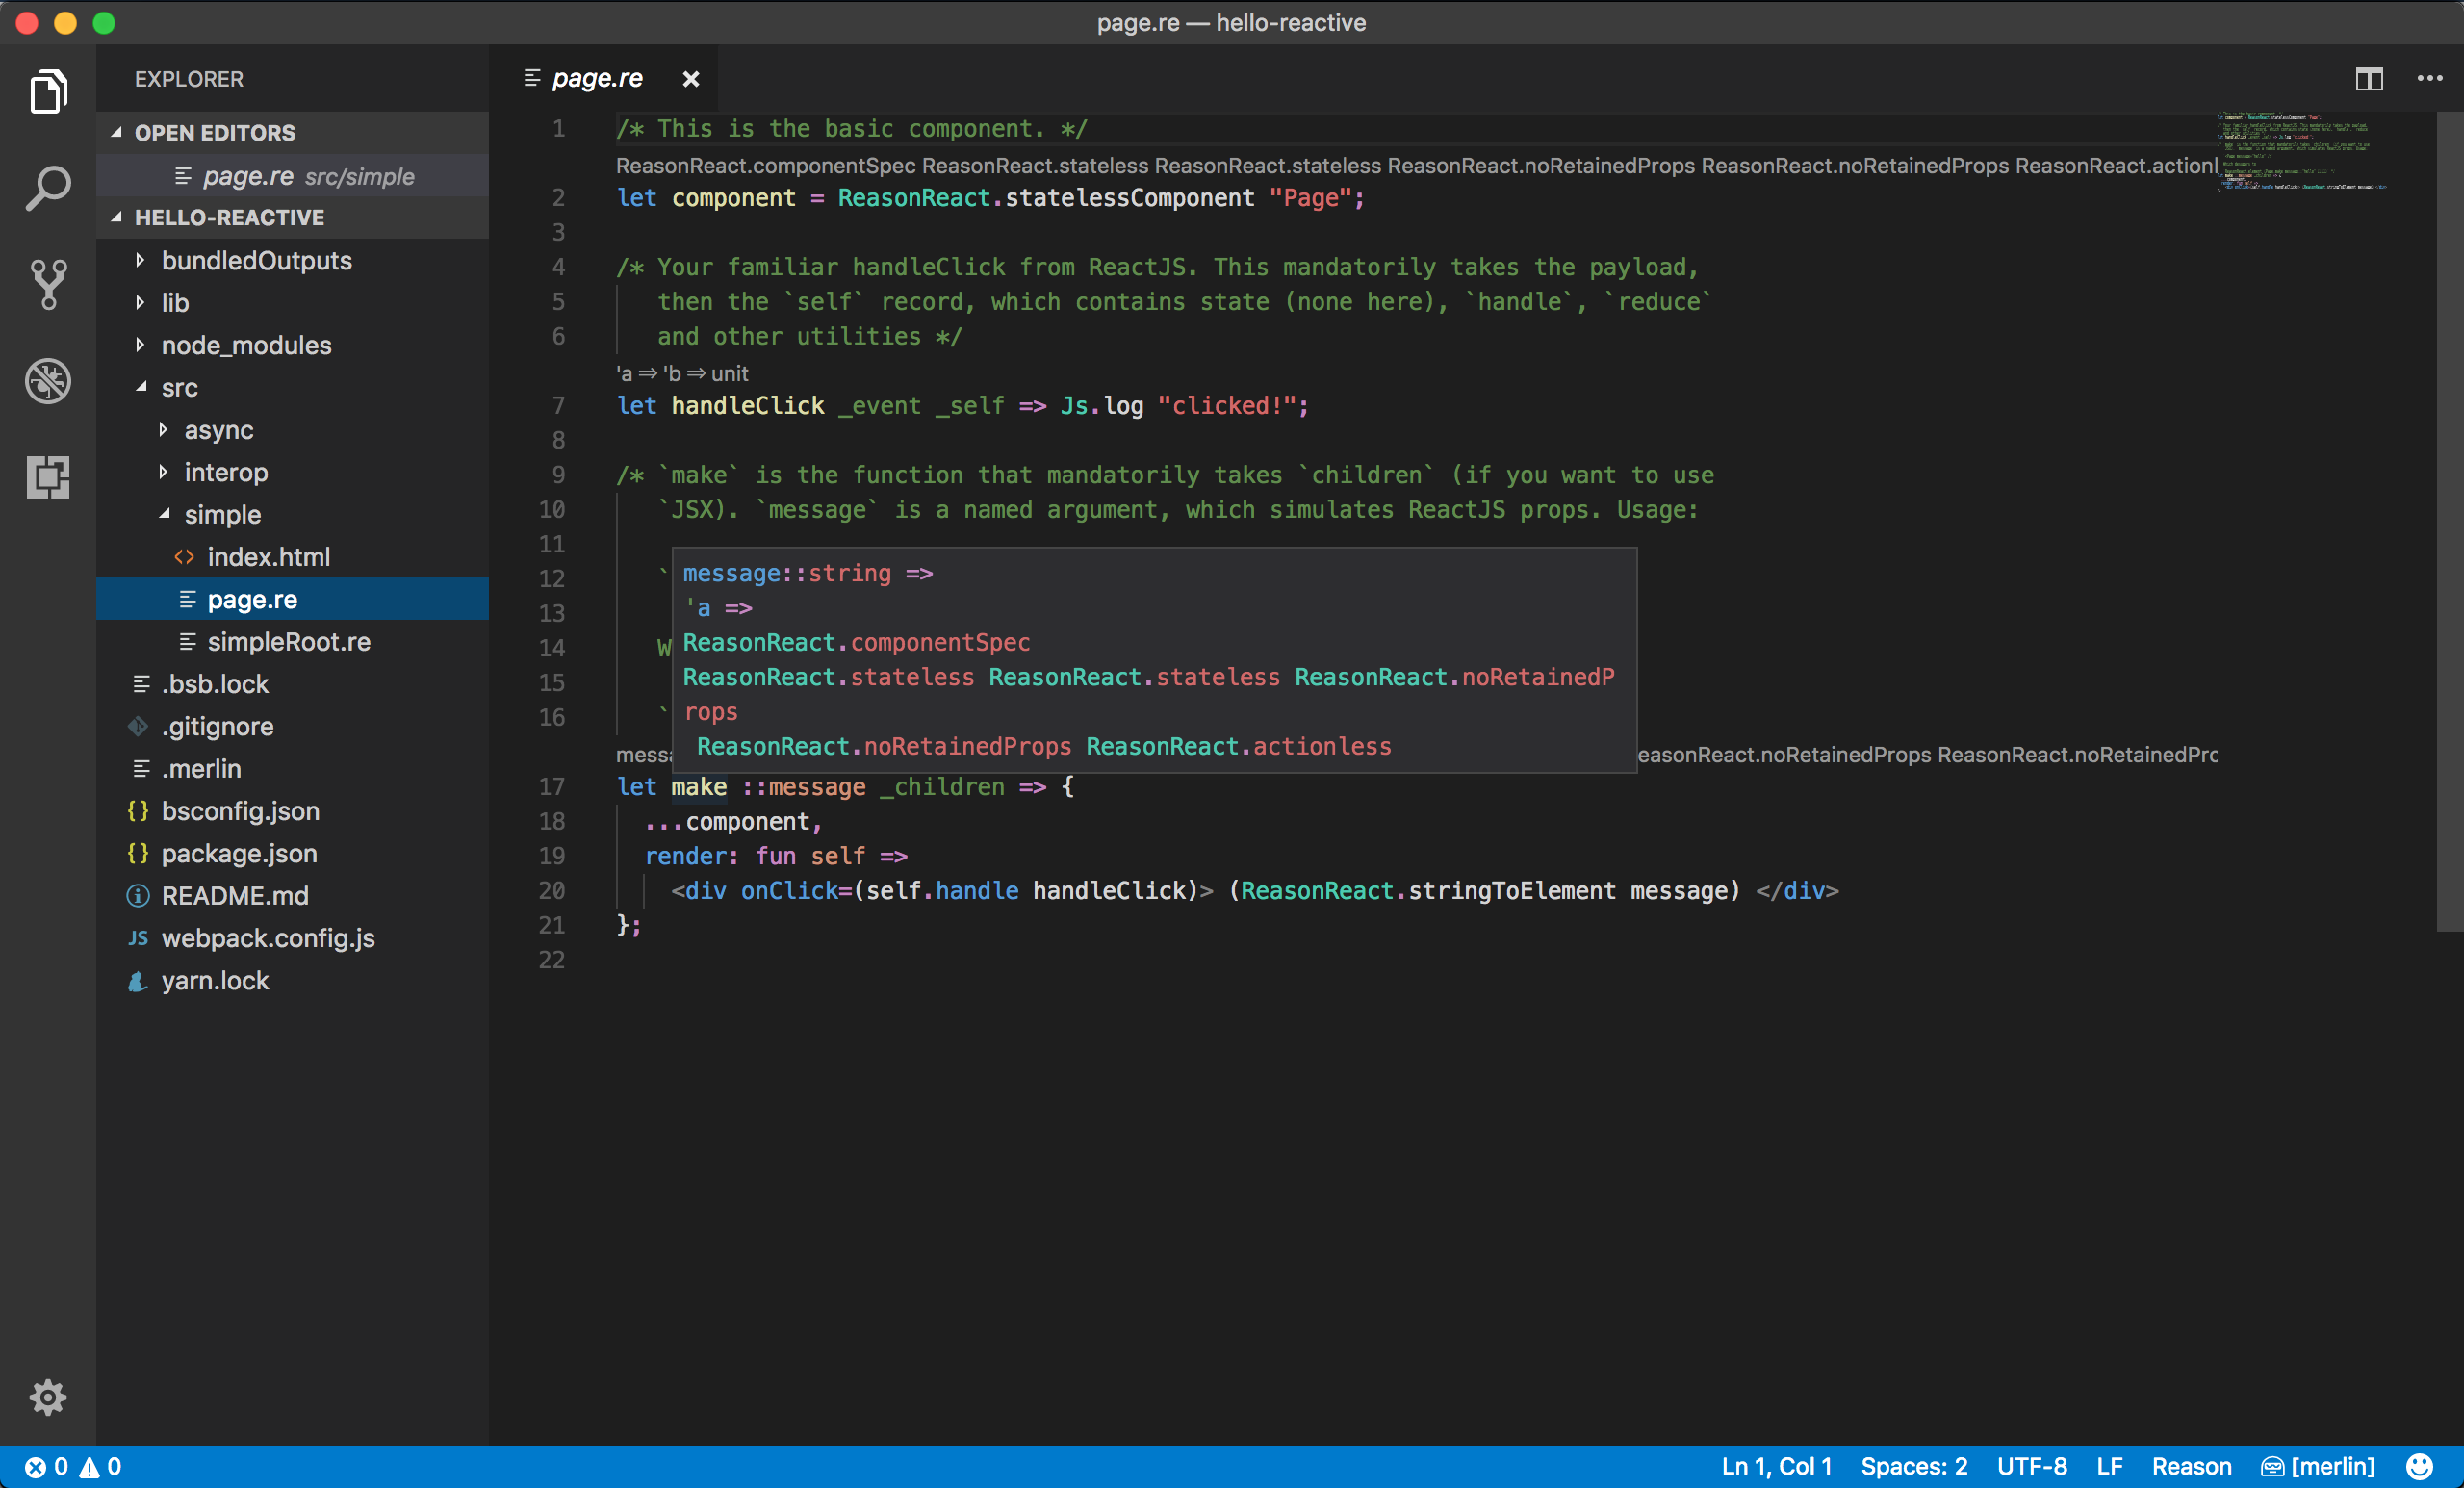 page.re — hello-reactive
EXPLORER
OPEN EDITORS
page.re src/simple
HELLO-REACTIVE
bundledOutputs
lib
node_modules
src
async
interop
simple
index.html
page.re
simpleRoot.re
.bsb.lock
.gitignore
.merlin
{} bsconfig.json
{} package.json
README.md
JS webpack.config.js
yarn.lock
page.re
1 /* This is the basic component. */
ReasonReact.componentSpec ReasonReact.stateless ReasonReact.stateless ReasonReact.noRetainedProps ReasonReact.noRetainedProps ReasonReact.actionl
2 let component = ReasonReact.statelessComponent "Page";
3
4 /* Your familiar handleClick from ReactJS. This mandatorily takes the payload,
5 then the `self` record, which contains state (none here), `handle`, `reduce`
6 and other utilities */
'a => 'b => unit
7 let handleClick _event _self => Js.log "clicked!";
8
9 /* `make` is the function that mandatorily takes `children` (if you want to use
10 `JSX). `message` is a named argument, which simulates ReactJS props. Usage:
11
12 `
13
14 W
15
16 `
message::string =>
'a =>
ReasonReact.componentSpec
ReasonReact.stateless ReasonReact.stateless ReasonReact.noRetainedP
rops
ReasonReact.noRetainedProps ReasonReact.actionless
messa easonReact.noRetainedProps ReasonReact.noRetainedPrc
17 let make ::message _children => {
18 ...component,
19 render: fun self =>
20 <div onClick=(self.handle handleClick)> (ReasonReact.stringToElement message) </div>
21 };
22
0 0 Ln 1, Col 1 Spaces: 2 UTF-8 LF Reason [merlin]